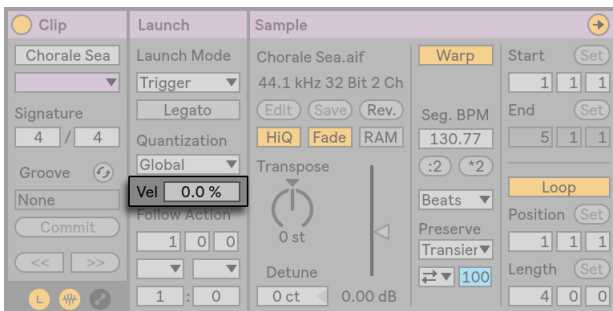 Clip
Chorale Sea
Signature
4 / 4
Groove
None
Commit
<< >>
L
Launch
Launch Mode
Trigger
Legato
Quantization
Global
Vel 0.0 %
Follow Action
1 0 0
1 : 0
Sample
Chorale Sea.aif
44.1 kHz 32 Bit 2 Ch
Edit Save Rev.
HiQ Fade RAM
Transpose
0 st
Detune
0 ct 0.00 dB
Warp
Seg. BPM
130.77
:2 *2
Beats
Preserve
Transier
100
Start Set
1 1 1
End Set
5 1 1
Loop
Position Set
1 1 1
Length Set
4 0 0